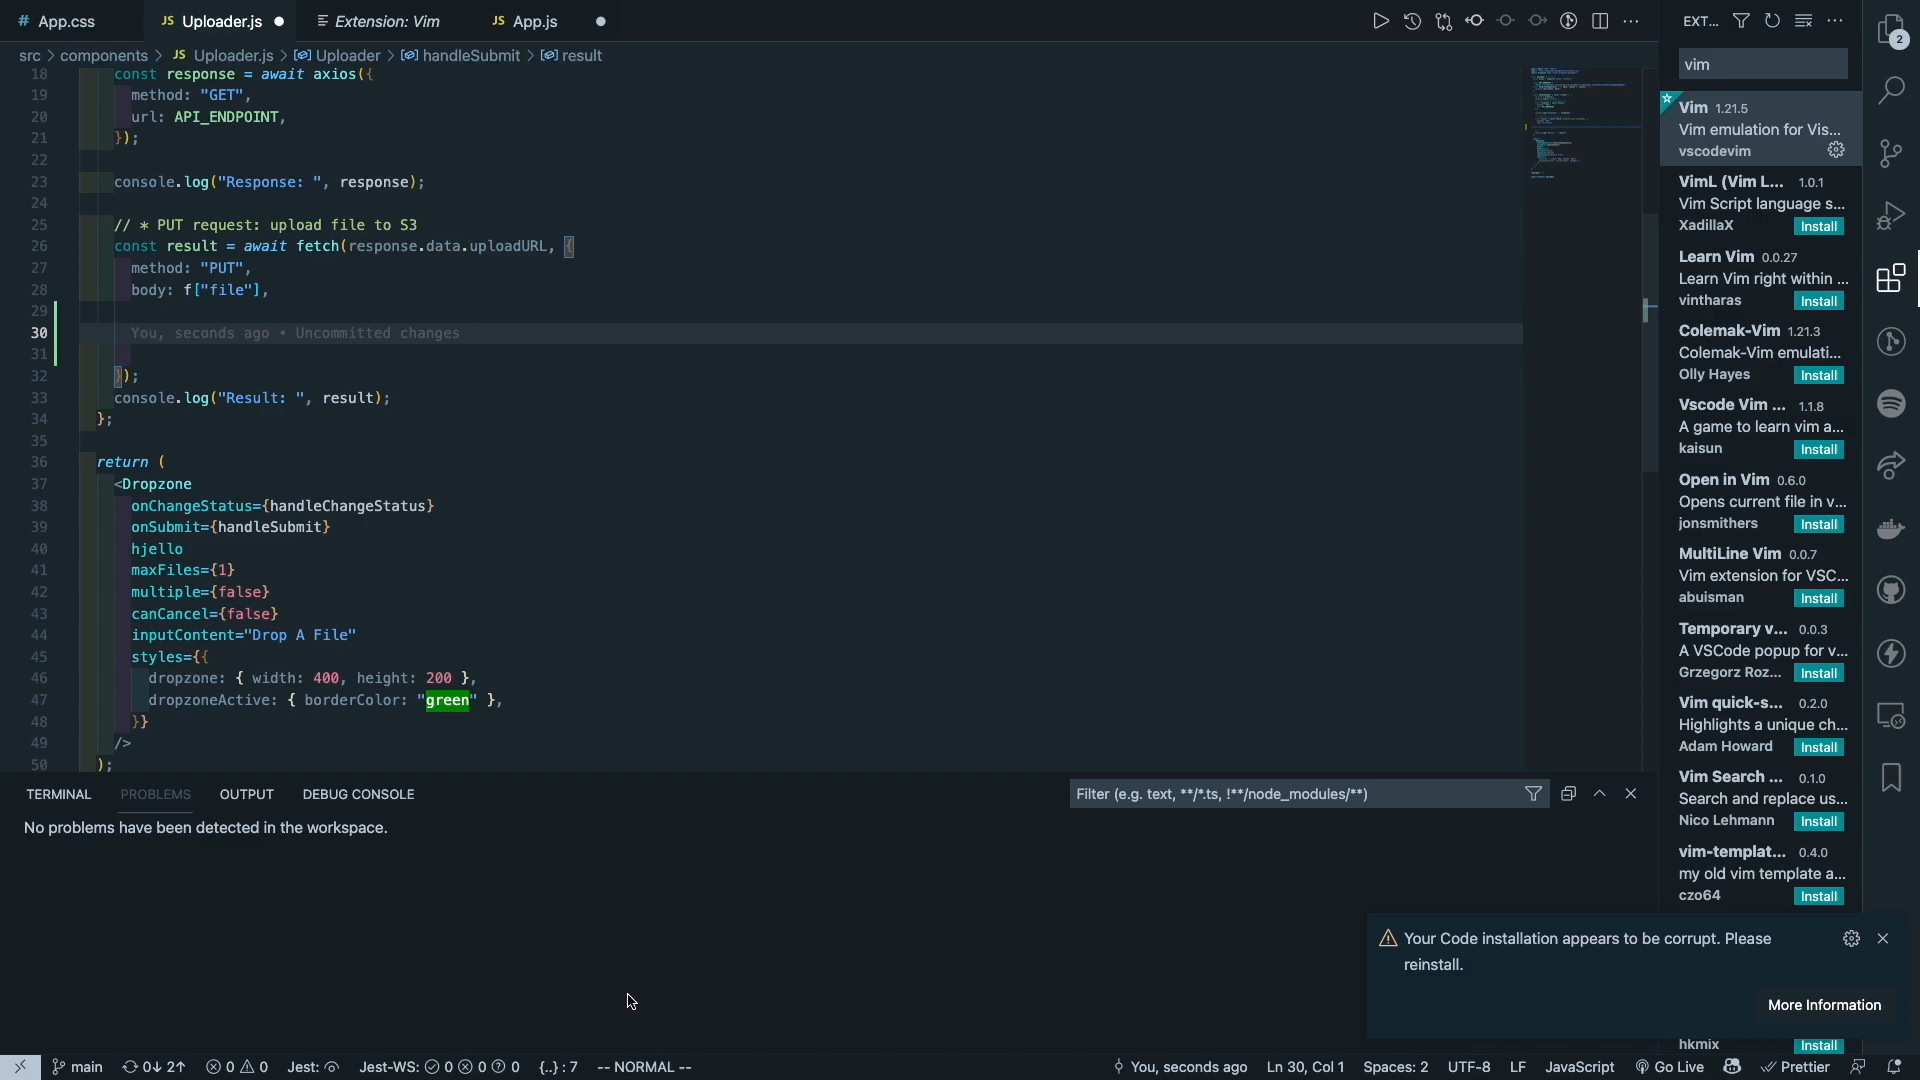 # App.css
JS Uploader.js
Extension: Vim
JS App.js
src > components > JS Uploader.js > Uploader > handleSubmit > result
18 const response = await axios({
19 method: "GET",
20 url: API_ENDPOINT,
21 });
22
23 console.log("Response: ", response);
24
25 // * PUT request: upload file to S3
26 const result = await fetch(response.data.uploadURL, {
27 method: "PUT",
28 body: f["file"],
29
30 You, seconds ago • Uncommitted changes
31
32 });
33 console.log("Result: ", result);
34 };
35
36 return (
37 <Dropzone
38 onChangeStatus={handleChangeStatus}
39 onSubmit={handleSubmit}
40 hjello
41 maxFiles={1}
42 multiple={false}
43 canCancel={false}
44 inputContent="Drop A File"
45 styles={{
46 dropzone: { width: 400, height: 200 },
47 dropzoneActive: { borderColor: "green" },
48 }}
49 />
50 );
TERMINAL PROBLEMS OUTPUT DEBUG CONSOLE
Filter (e.g. text, **/*.ts, !**/node_modules/**)
No problems have been detected in the workspace.
EXT...
vim
Vim 1.21.5
Vim emulation for Vis...
vscodevim
VimL (Vim L... 1.0.1
Vim Script language s...
XadillaX Install
Learn Vim 0.0.27
Learn Vim right within ...
vintharas Install
Colemak-Vim 1.21.3
Colemak-Vim emulati...
Olly Hayes Install
Vscode Vim ... 1.1.8
A game to learn vim a...
kaisun Install
Open in Vim 0.6.0
Opens current file in v...
jonsmithers Install
MultiLine Vim 0.0.7
Vim extension for VSC...
abuisman Install
Temporary v... 0.0.3
A VSCode popup for v...
Grzegorz Roz... Install
Vim quick-s... 0.2.0
Highlights a unique ch...
Adam Howard Install
Vim Search ... 0.1.0
Search and replace us...
Nico Lehmann Install
vim-templat... 0.4.0
my old vim template a...
czo64 Install
hkmix Install
2
Your Code installation appears to be corrupt. Please
reinstall.
More Information
main 0↓ 2↑ 0 0 Jest: Jest-WS: 0 0 0 {..} : 7 -- NORMAL --
You, seconds ago Ln 30, Col 1 Spaces: 2 UTF-8 LF JavaScript Go Live Prettier